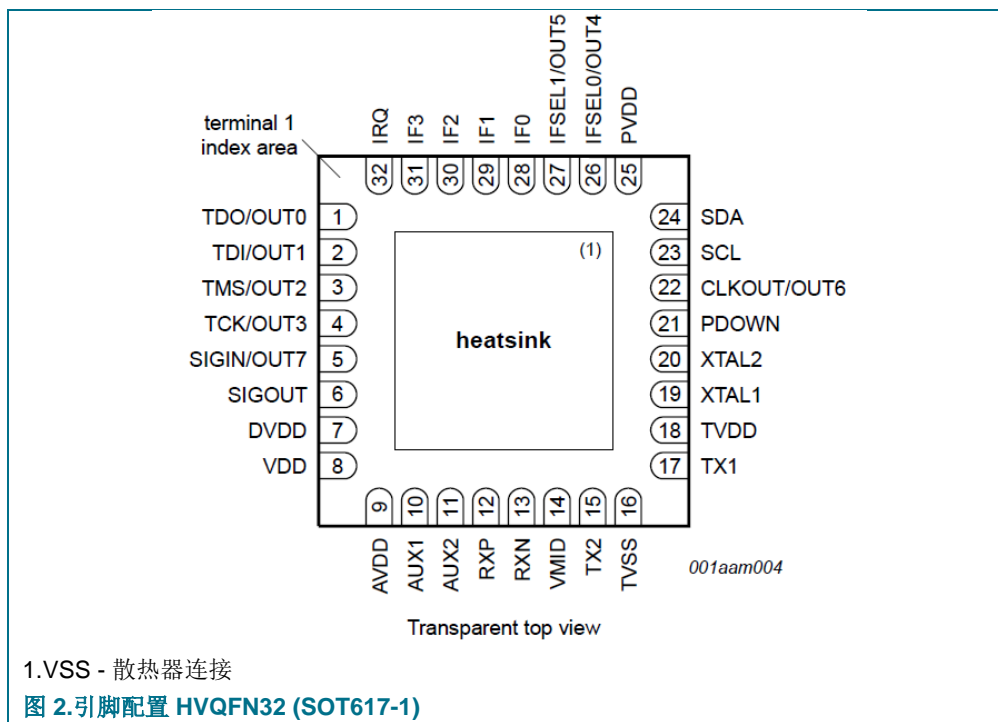 terminal 1
index area
IRQ
IF3
IF2
IF1
IF0
IFSEL1/OUT5
IFSEL0/OUT4
PVDD
32
31
30
29
28
27
26
25
TDO/OUT0 1
TDI/OUT1 2
TMS/OUT2 3
TCK/OUT3 4
SIGIN/OUT7 5
SIGOUT 6
DVDD 7
VDD 8
(1)
heatsink
24 SDA
23 SCL
22 CLKOUT/OUT6
21 PDOWN
20 XTAL2
19 XTAL1
18 TVDD
17 TX1
9
10
11
12
13
14
15
16
AVDD
AUX1
AUX2
RXP
RXN
VMID
TX2
TVSS
001aam004
Transparent top view
1.VSS - 散热器连接
图 2.引脚配置 HVQFN32 (SOT617-1)